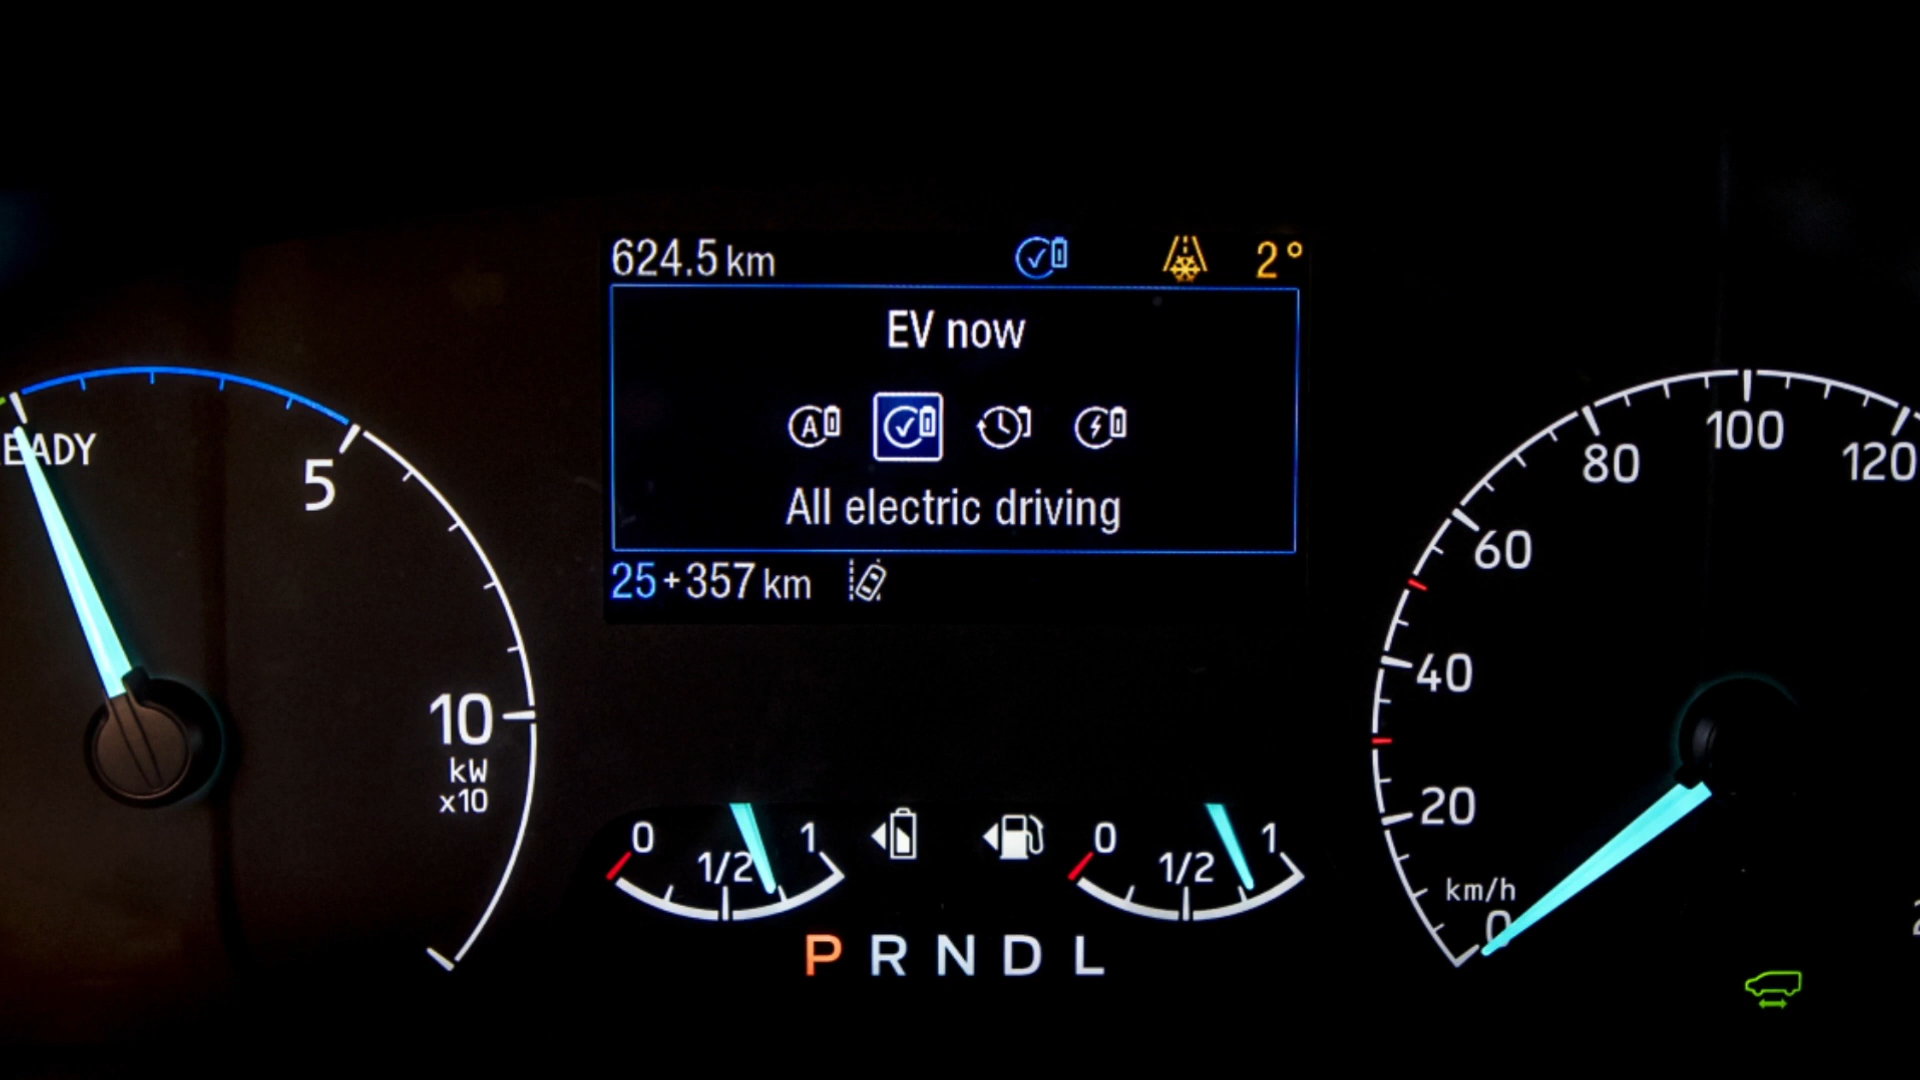 624.5 km 2°
EV now
A
All electric driving
25+357 km
EADY
5
10
kW
x10
0 1/2 1
0 1/2 1
P R N D L
0
20
40
60
80
100
120
km/h